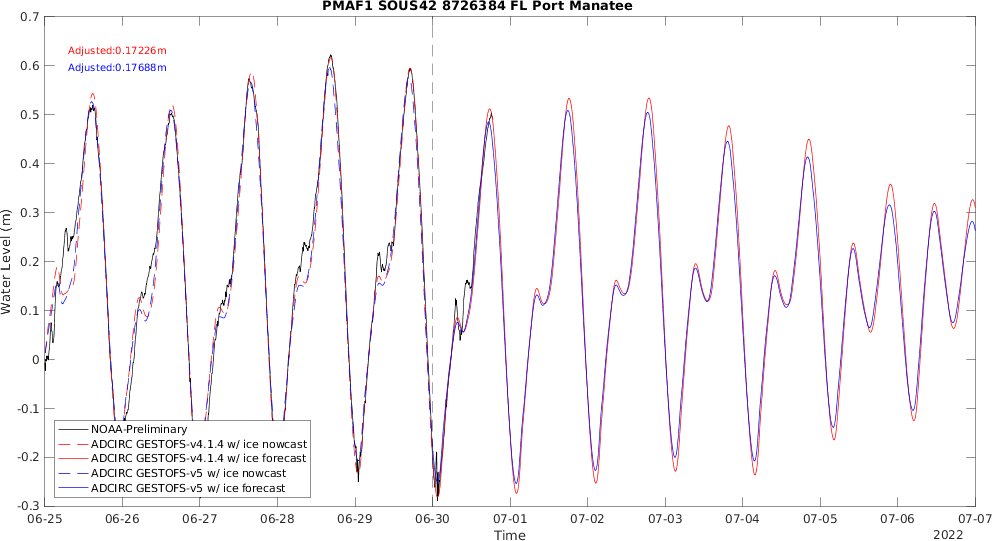 PMAF1 SOUS42 8726384 FL Port Manatee
Adjusted:0.17226m
Adjusted:0.17688m
Water Level (m)
0.7
0.6
0.5
0.4
0.3
0.2
0.1
0
-0.1
-0.2
-0.3
NOAA-Preliminary
ADCIRC GESTOFS-v4.1.4 w/ ice nowcast
ADCIRC GESTOFS-v4.1.4 w/ ice forecast
ADCIRC GESTOFS-v5 w/ ice nowcast
ADCIRC GESTOFS-v5 w/ ice forecast
06-25 06-26 06-27 06-28 06-29 06-30 07-01 07-02 07-03 07-04 07-05 07-06 07-07
Time
2022